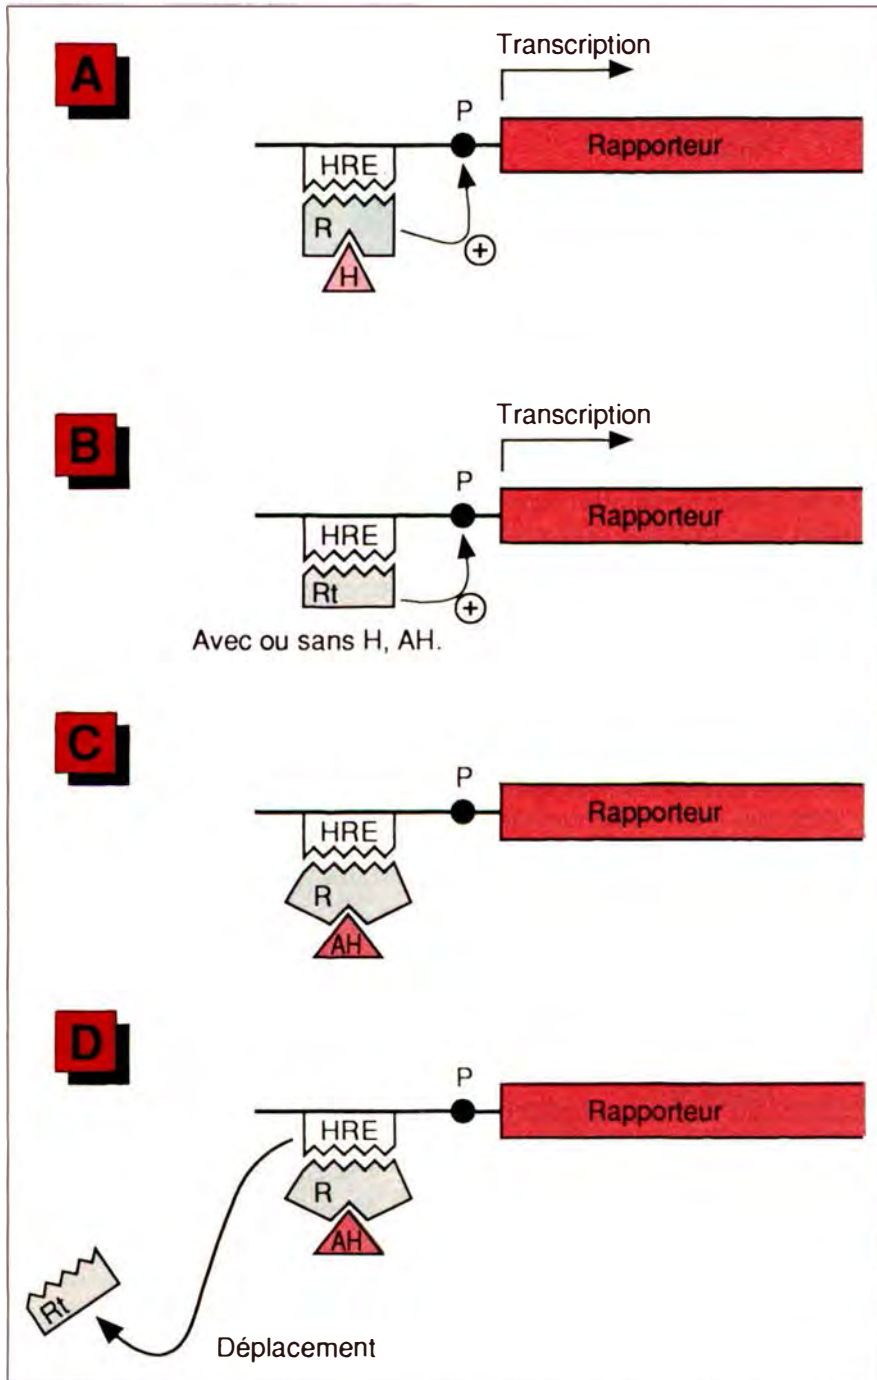 A
Transcription
P
HRE
Rapporteur
R
+
H
B
Transcription
P
HRE
Rapporteur
Rt
+
Avec ou sans H, AH.
C
P
HRE
Rapporteur
R
AH
D
P
HRE
Rapporteur
R
AH
Rt
Déplacement